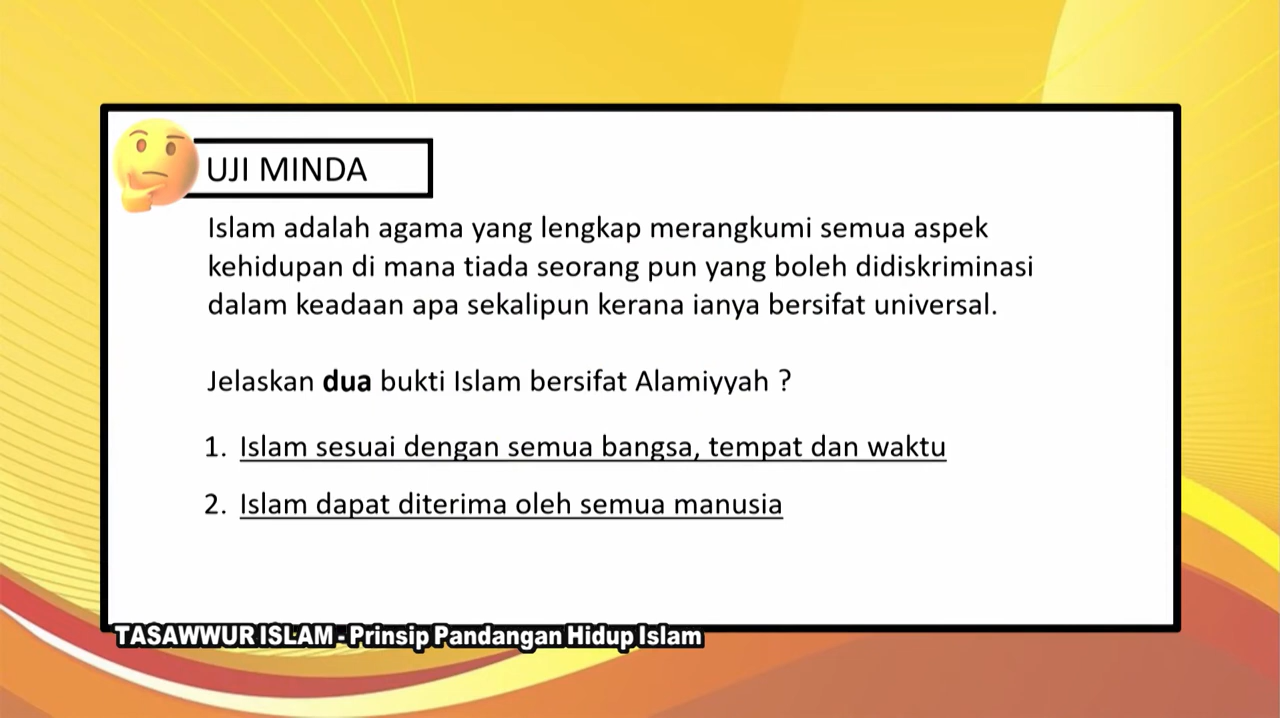 UJI MINDA
Islam adalah agama yang lengkap merangkumi semua aspek
kehidupan di mana tiada seorang pun yang boleh didiskriminasi
dalam keadaan apa sekalipun kerana ianya bersifat universal.
Jelaskan dua bukti Islam bersifat Alamiyyah ?
1. Islam sesuai dengan semua bangsa, tempat dan waktu
2. Islam dapat diterima oleh semua manusia
TASAWWUR ISLAM - Prinsip Pandangan Hidup Islam